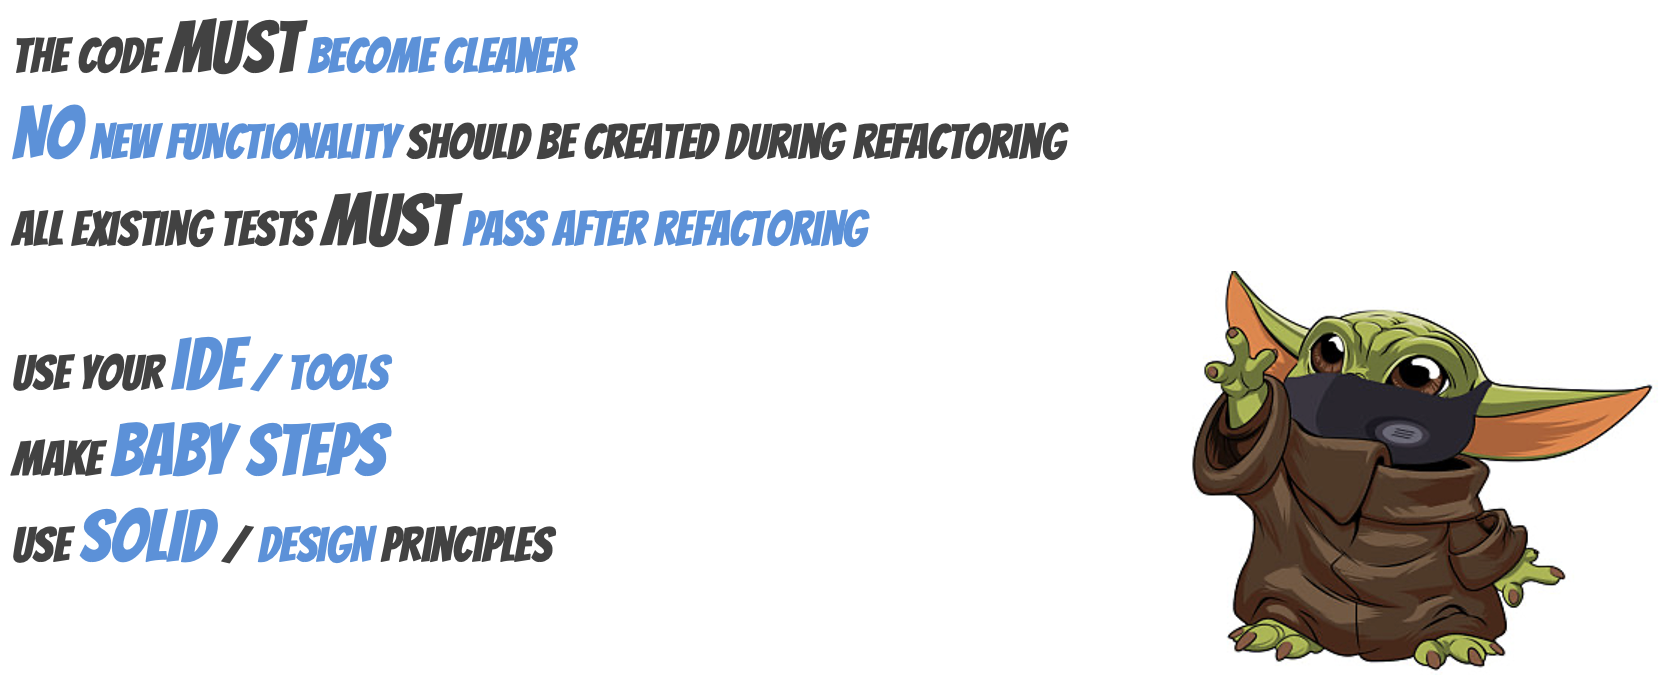 THE CODE MUST BECOME CLEANER
NO NEW FUNCTIONALITY SHOULD BE CREATED DURING REFACTORING
ALL EXISTING TESTS MUST PASS AFTER REFACTORING
USE YOUR IDE / TOOLS
MAKE BABY STEPS
USE SOLID / DESIGN PRINCIPLES